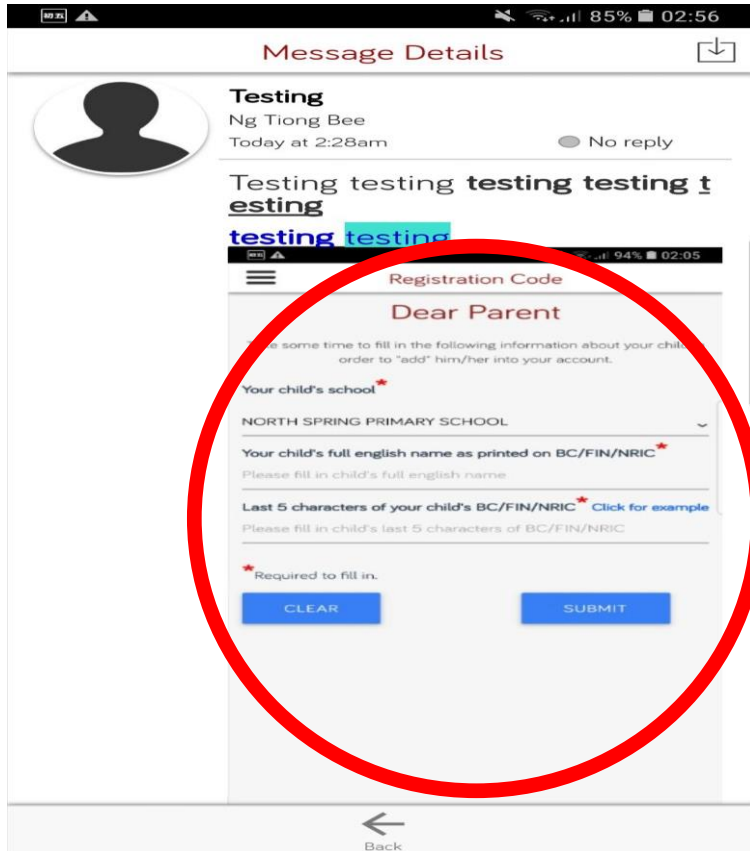 初五 85% 02:56
Message Details
Testing
Ng Tiong Bee
Today at 2:28am No reply
Testing testing testing testing t
esting
testing testing
94% 02:05
Registration Code
Dear Parent
some time to fill in the following information about your child
order to "add" him/her into your account.
Your child's school*
NORTH SPRING PRIMARY SCHOOL
Your child's full english name as printed on BC/FIN/NRIC*
Please fill in child's full english name
Last 5 characters of your child's BC/FIN/NRIC* Click for example
Please fill in child's last 5 characters of BC/FIN/NRIC
*Required to fill in.
CLEAR SUBMIT
Back